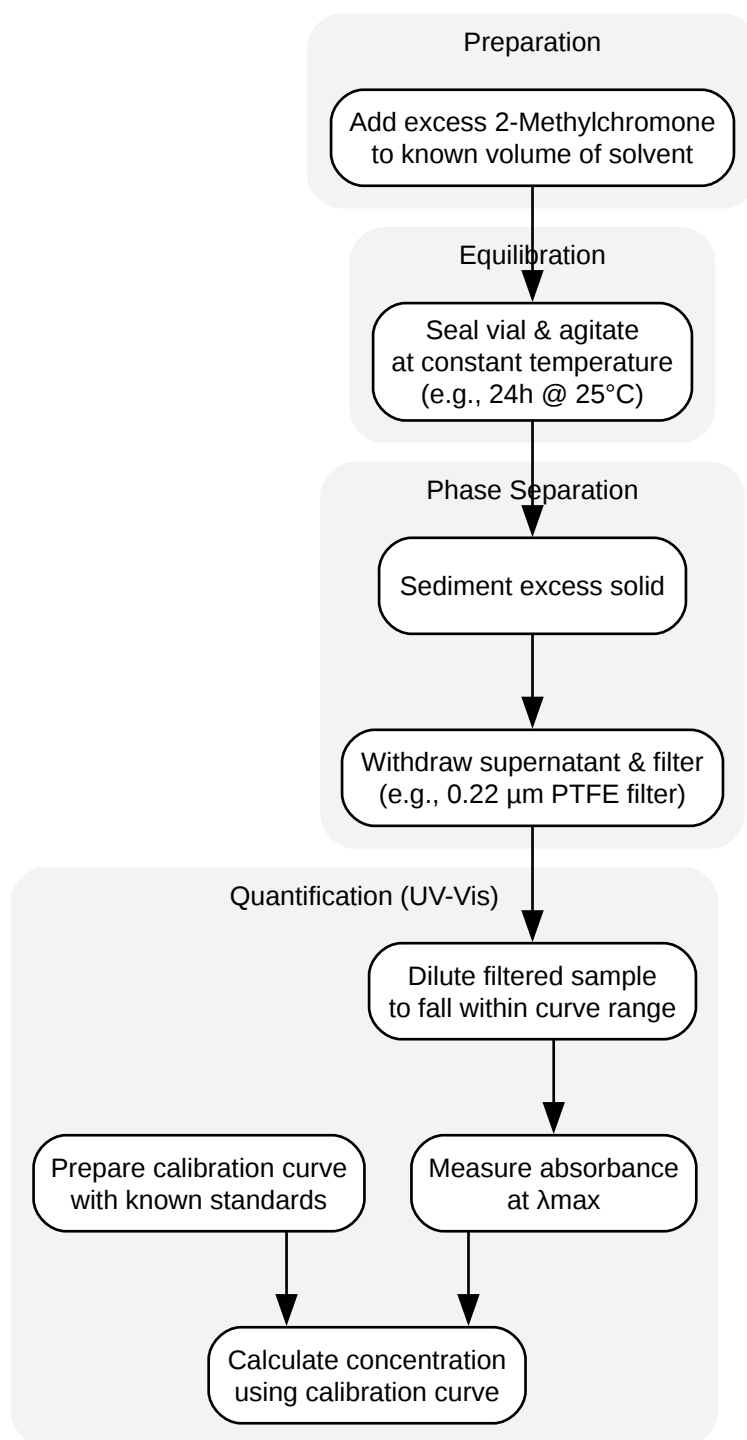 Preparation
Add excess 2-Methylchromone
to known volume of solvent
Equilibration
Seal vial & agitate
at constant temperature
(e.g., 24h @ 25°C)
Phase Separation
Sediment excess solid
Withdraw supernatant & filter
(e.g., 0.22 µm PTFE filter)
Quantification (UV-Vis)
Dilute filtered sample
to fall within curve range
Prepare calibration curve
with known standards
Measure absorbance
at λmax
Calculate concentration
using calibration curve